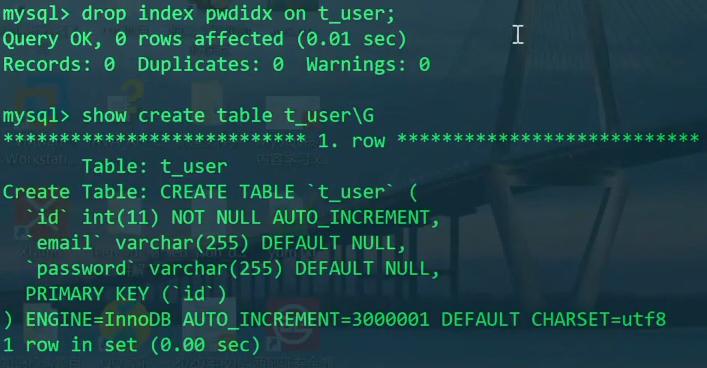 mysql> drop index pwdidx on t_user;
Query OK, 0 rows affected (0.01 sec)
Records: 0  Duplicates: 0  Warnings: 0
mysql> show create table t_user\G
*************************** 1. row ***************************
       Table: t_user
Create Table: CREATE TABLE `t_user` (
  `id` int(11) NOT NULL AUTO_INCREMENT,
  `email` varchar(255) DEFAULT NULL,
  `password` varchar(255) DEFAULT NULL,
  PRIMARY KEY (`id`)
) ENGINE=InnoDB AUTO_INCREMENT=3000001 DEFAULT CHARSET=utf8
1 row in set (0.00 sec)